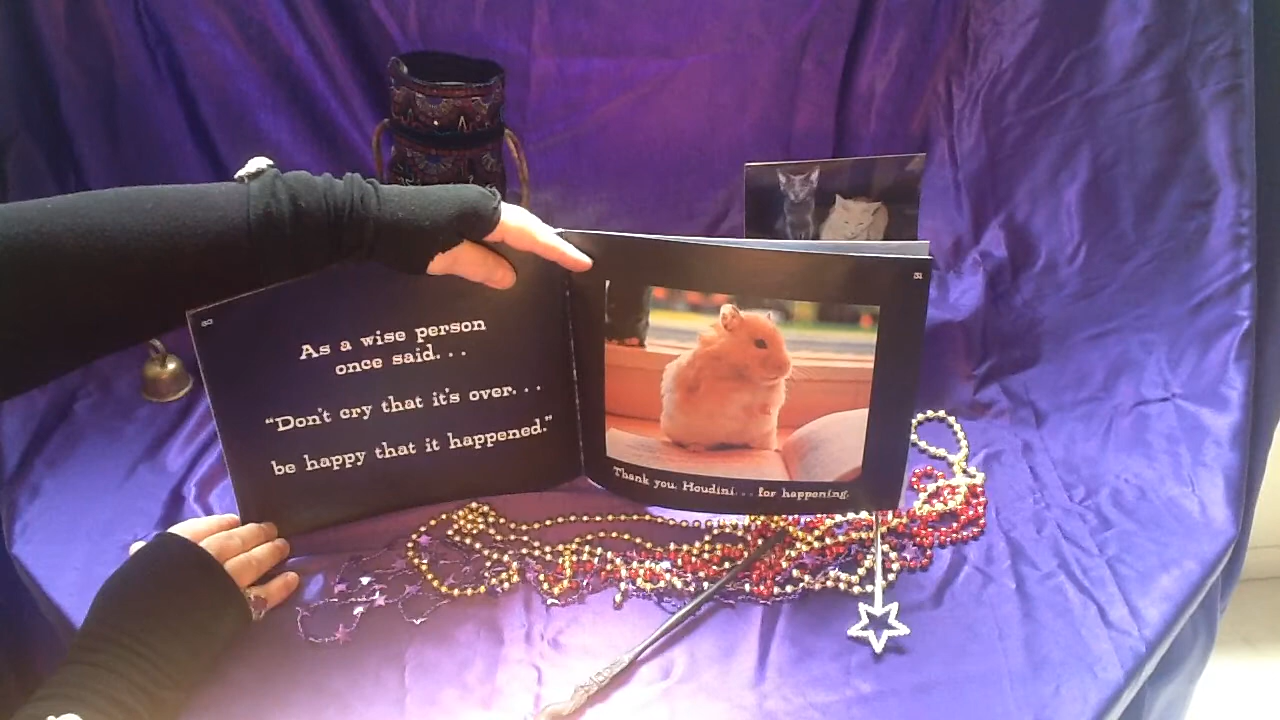 As a wise person
once said. . .
“Don't cry that it's over. . .
be happy that it happened.”
Thank you, Houdini. . . for happening.